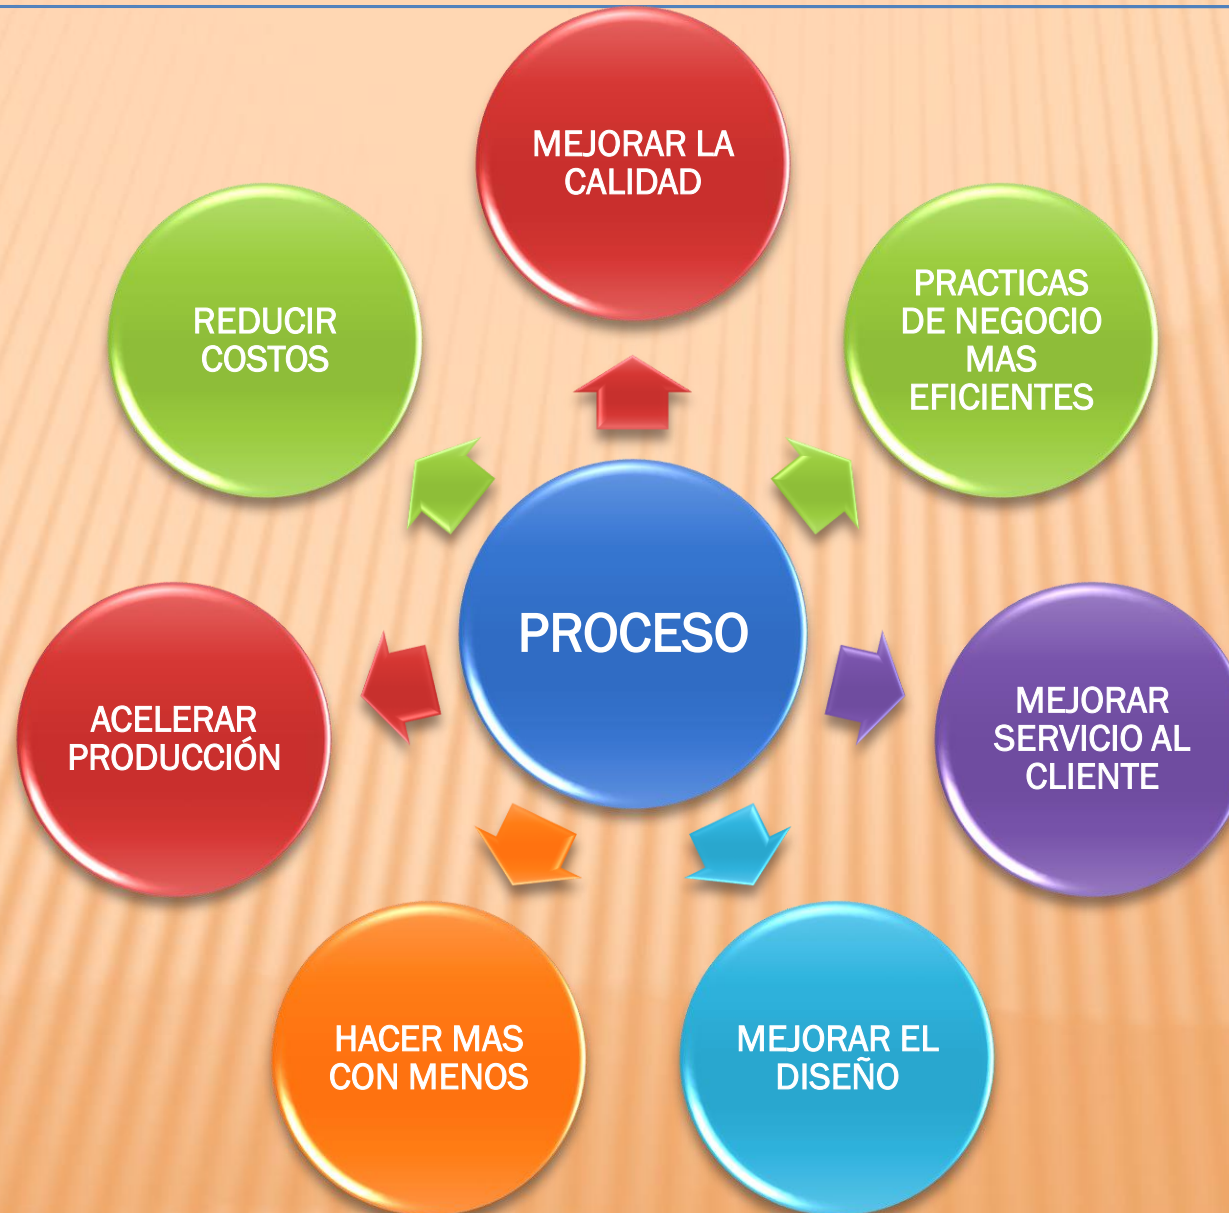 MEJORAR LA
CALIDAD
PRACTICAS
DE NEGOCIO
MAS
EFICIENTES
MEJORAR
SERVICIO AL
CLIENTE
MEJORAR EL
DISEÑO
HACER MAS
CON MENOS
ACELERAR
PRODUCCIÓN
REDUCIR
COSTOS
PROCESO